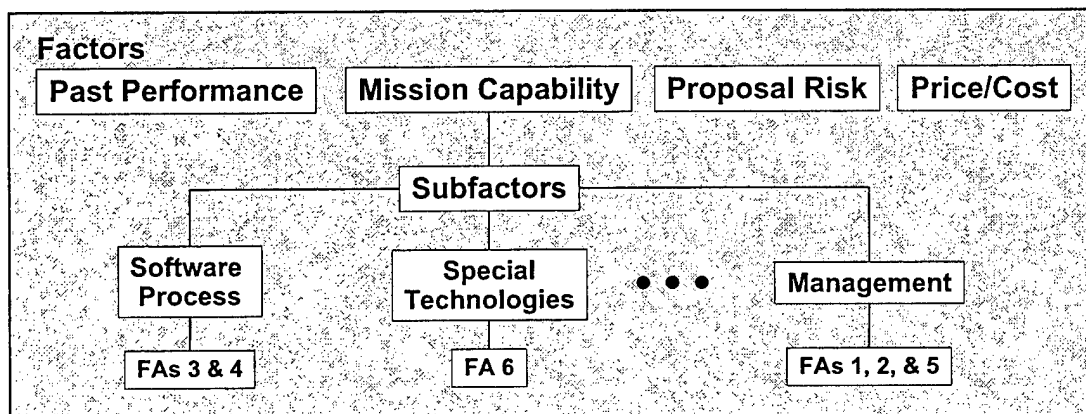 Factors
Past Performance
Mission Capability
Proposal Risk
Price/Cost
Subfactors
Software
Process
Special
Technologies
Management
FAs 3 & 4
FA 6
FAs 1, 2, & 5